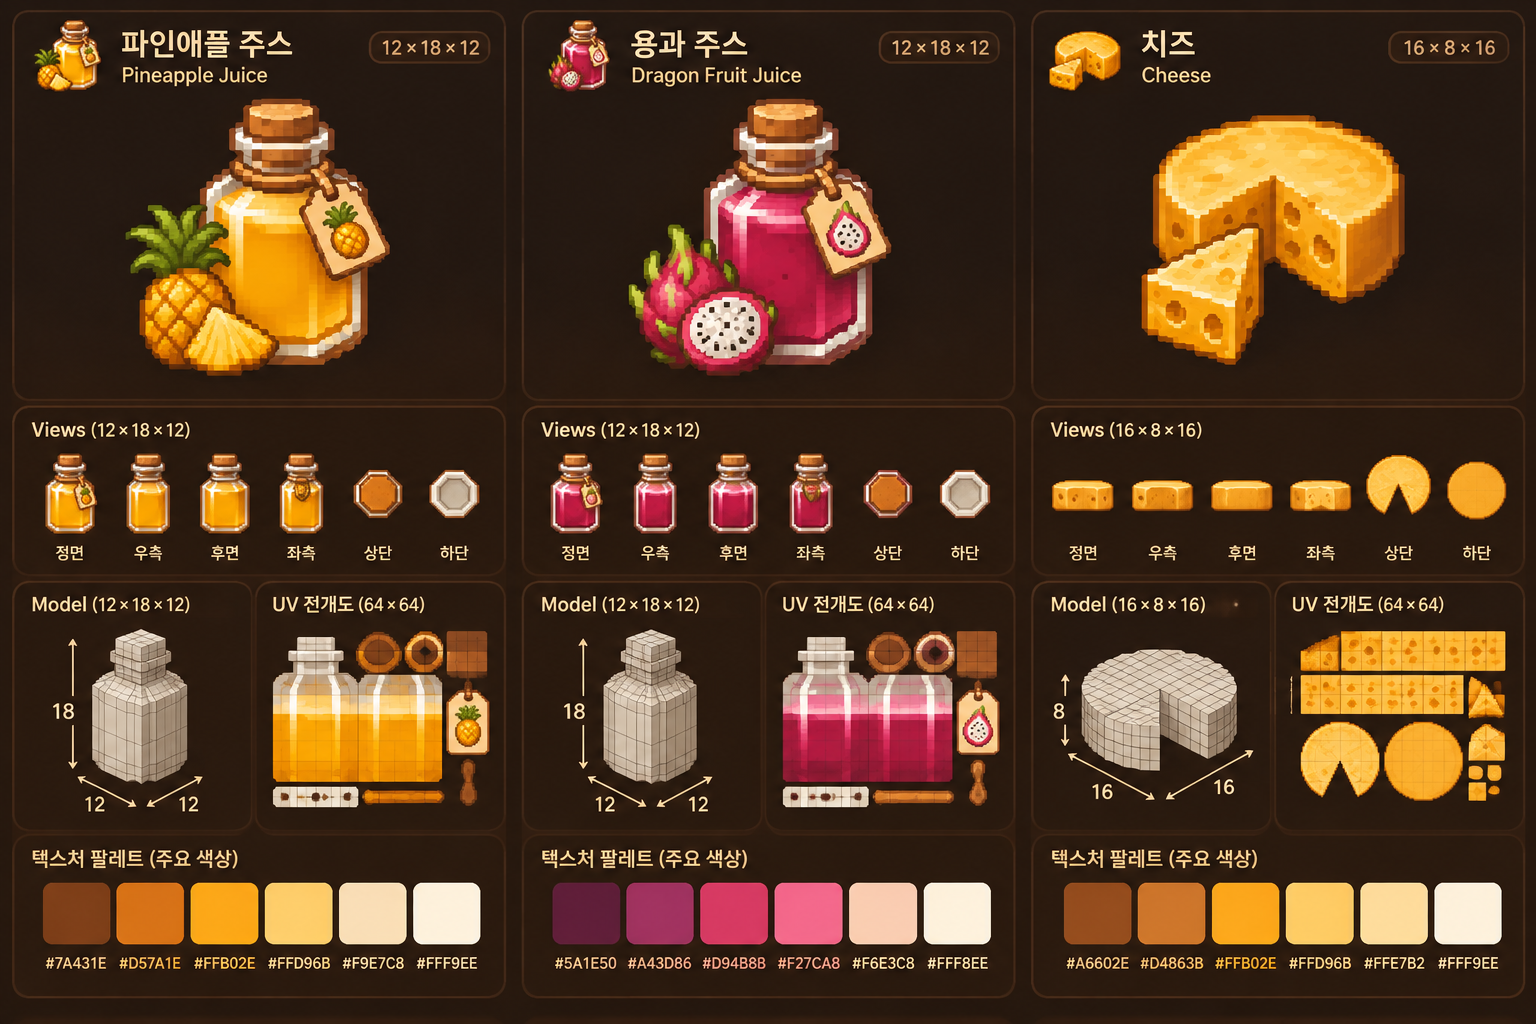 파인애플 주스
Pineapple Juice
12×18×12
Views (12×18×12)
정면 우측 후면 좌측 상단 하단
Model (12×18×12)
18
12 12
UV 전개도 (64×64)
텍스처 팔레트 (주요 색상)
#7A431E #D57A1E #FFB02E #FFD96B #F9E7C8 #FFF9EE
용과 주스
Dragon Fruit Juice
12×18×12
Views (12×18×12)
정면 우측 후면 좌측 상단 하단
Model (12×18×12)
18
12 12
UV 전개도 (64×64)
텍스처 팔레트 (주요 색상)
#5A1E50 #A43D86 #D94B8B #F27CA8 #F6E3C8 #FFF8EE
치즈
Cheese
16×8×16
Views (16×8×16)
정면 우측 후면 좌측 상단 하단
Model (16×8×16)
8
16 16
UV 전개도 (64×64)
텍스처 팔레트 (주요 색상)
#A6602E #D4863B #FFB02E #FFD96B #FFE7B2 #FFF9EE